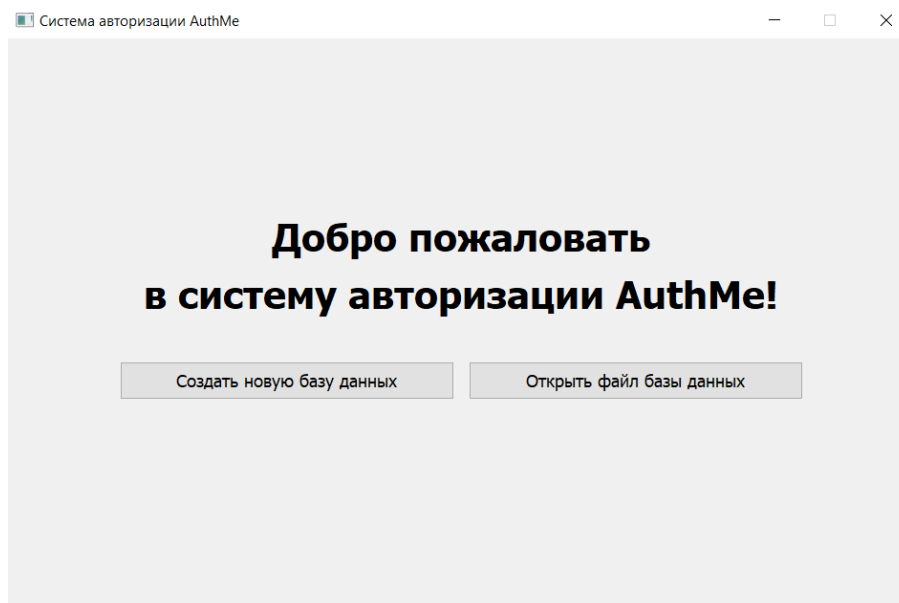 Система авторизации AuthMe
Добро пожаловать
в систему авторизации AuthMe!
Создать новую базу данных
Открыть файл базы данных